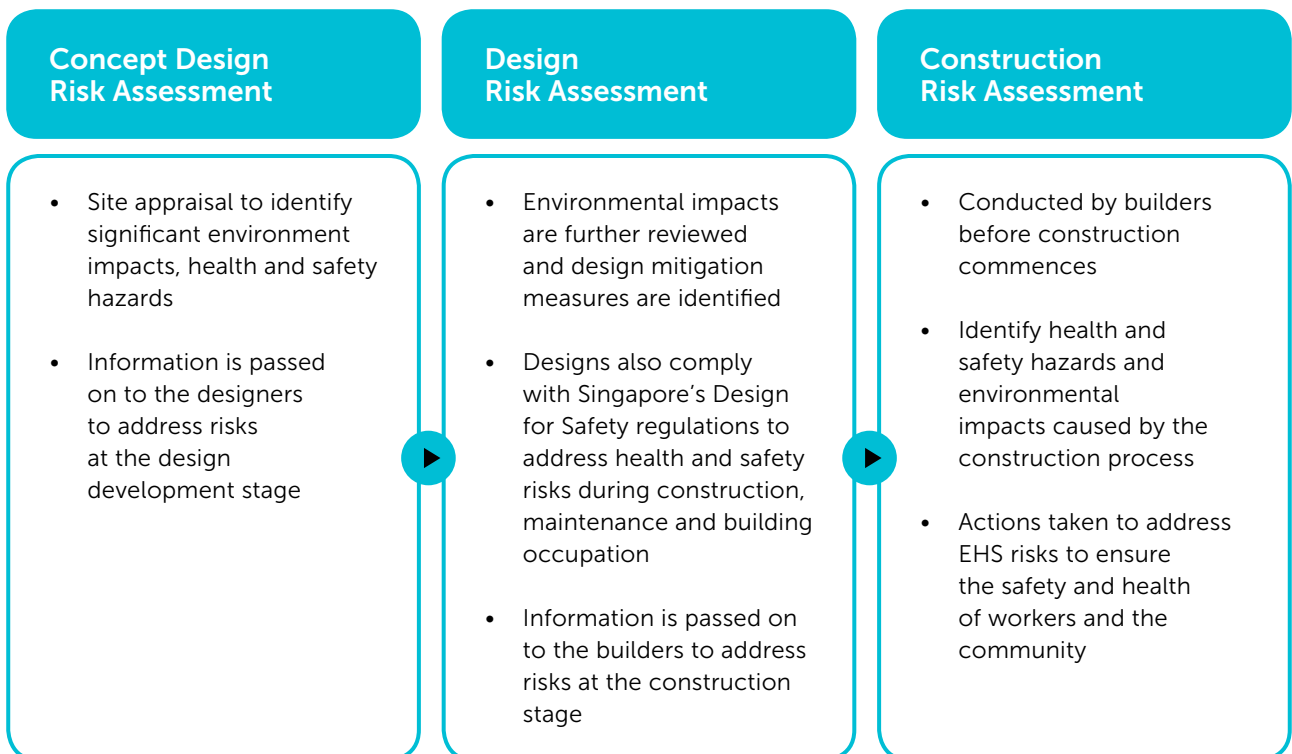 Concept Design
Risk Assessment
• Site appraisal to identify
significant environment
impacts, health and safety
hazards
• Information is passed
on to the designers
to address risks
at the design
development stage
Design
Risk Assessment
• Environmental impacts
are further reviewed
and design mitigation
measures are identified
• Designs also comply
with Singapore's Design
for Safety regulations to
address health and safety
risks during construction,
maintenance and building
occupation
• Information is passed on
to the builders to address
risks at the construction
stage
Construction
Risk Assessment
• Conducted by builders
before construction
commences
• Identify health and
safety hazards and
environmental
impacts caused by the
construction process
• Actions taken to address
EHS risks to ensure
the safety and health
of workers and the
community